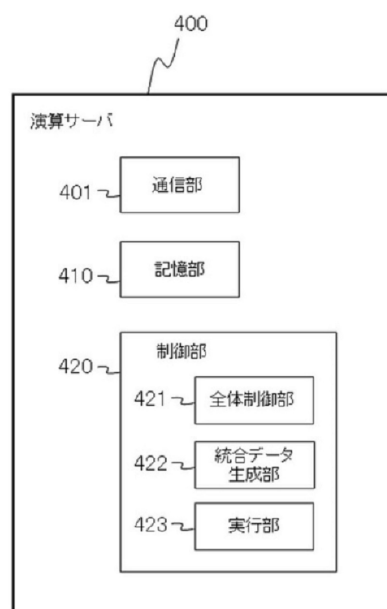 400
演算サーバ
401 通信部
410 記憶部
420 制御部
421 全体制御部
422 統合データ
生成部
423 実行部